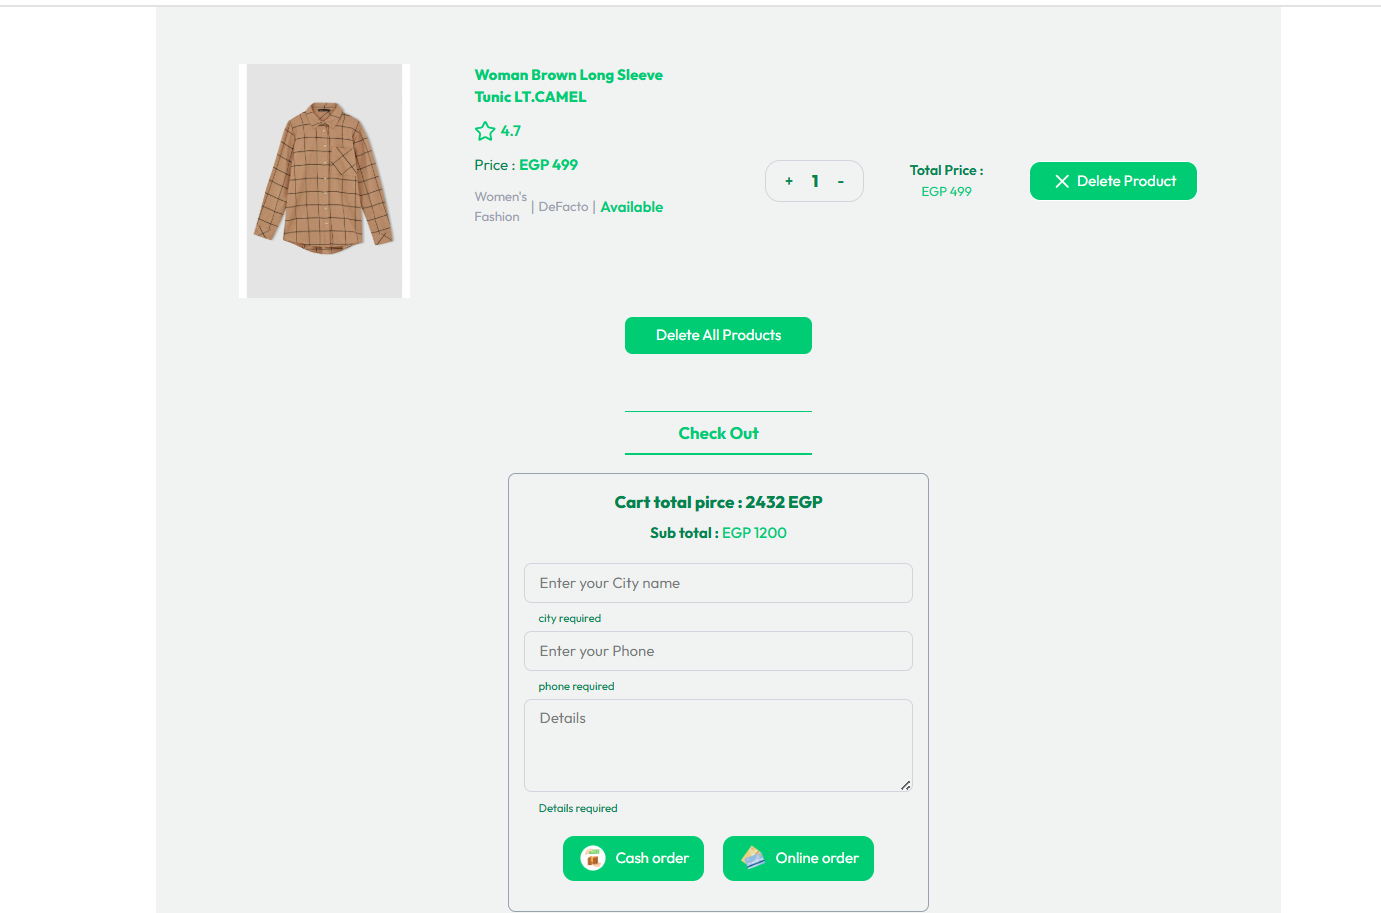 Woman Brown Long Sleeve
Tunic LT.CAMEL
4.7
Price : EGP 499
Women's
Fashion | DeFacto | Available
+ 1 -
Total Price :
EGP 499
Delete Product
Delete All Products
Check Out
Cart total pirce : 2432 EGP
Sub total : EGP 1200
Enter your City name
city required
Enter your Phone
phone required
Details
Details required
Cash order
Online order